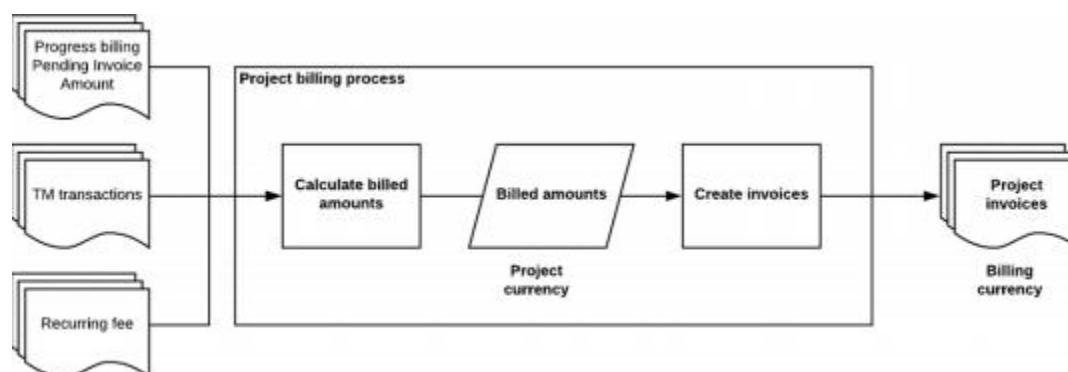 Progress billing
Pending Invoice
Amount
Project billing process
TM transactions
Calculate billed
amounts
Billed amounts
Create invoices
Project
invoices
Project
currency
Billing
currency
Recurring fee